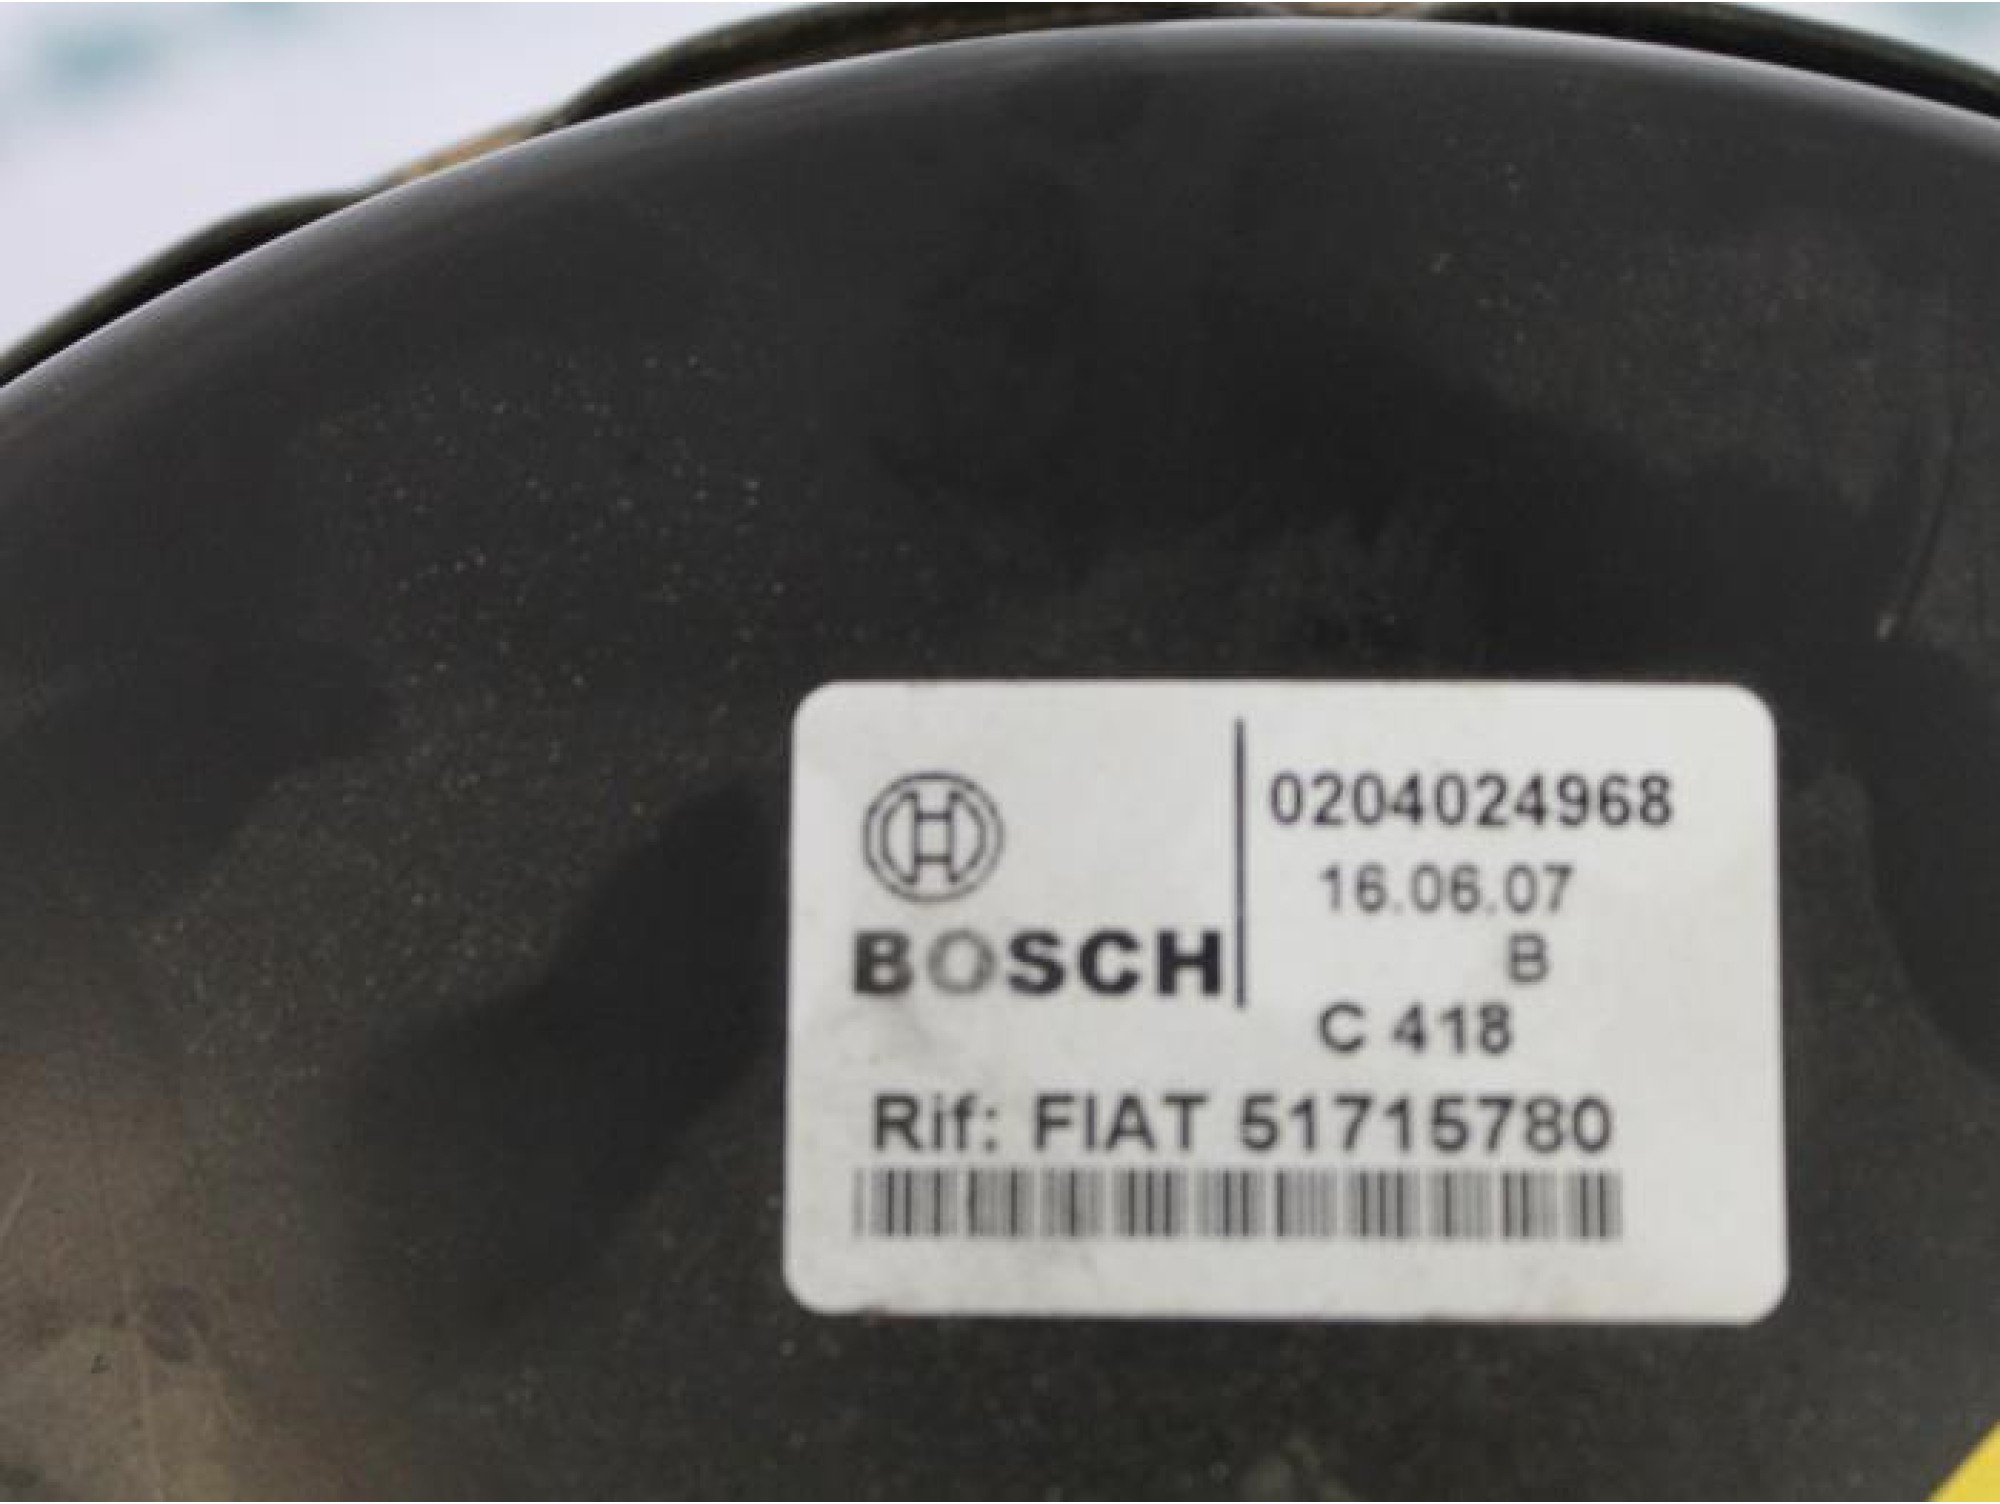 BOSCH
0204024968
16.06.07
B
C 418
Rif: FIAT 51715780